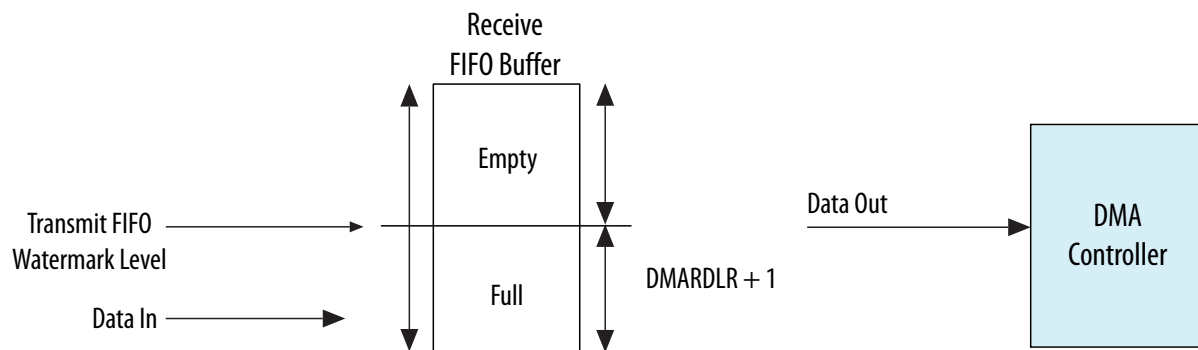 Receive
FIFO Buffer
Empty
Data Out
Transmit FIFO
Watermark Level
DMA
Controller
DMARDLR + 1
Full
Data In